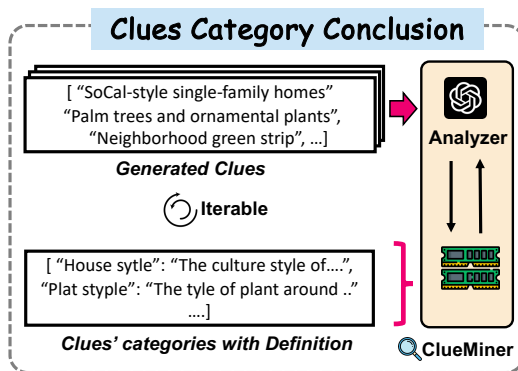 Clues Category Conclusion
[ “SoCal-style single-family homes”
“Palm trees and ornamental plants”,
“Neighborhood green strip”, …]
Generated Clues
Iterable
[ “House sytle”: “The culture style of….”,
“Plat styple”: “The tyle of plant around ..”
….]
Clues’ categories with Definition
Analyzer
ClueMiner